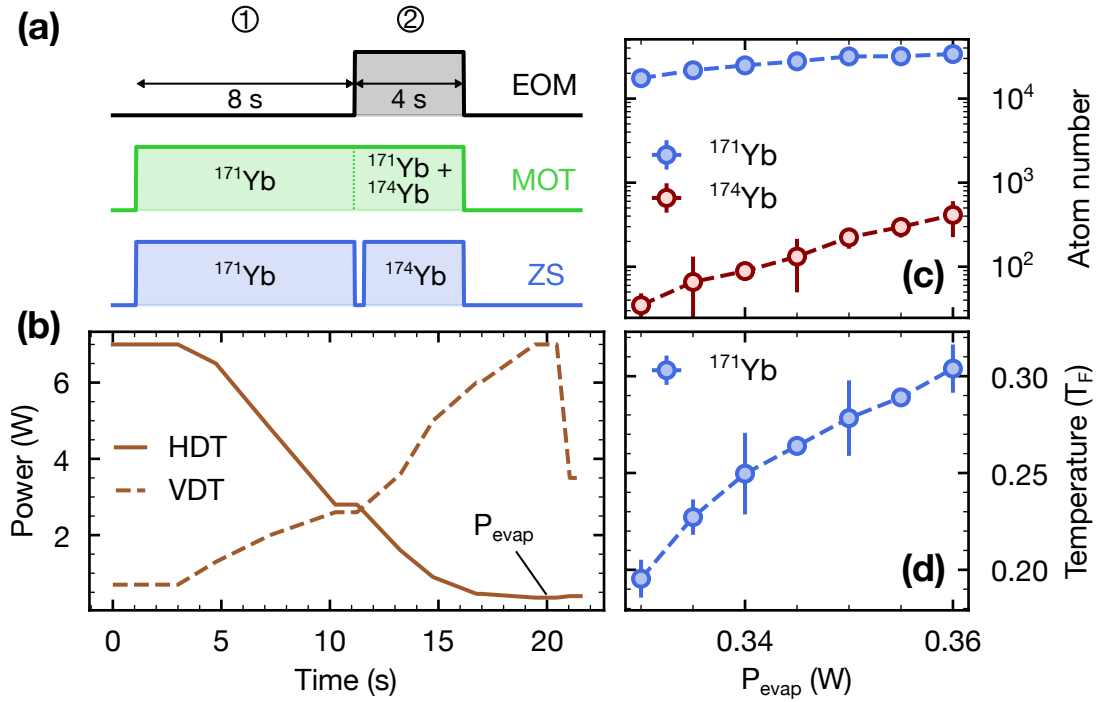 (a)
① ②
8 s 4 s EOM
¹⁷¹Yb ¹⁷¹Yb +
¹⁷⁴Yb MOT
¹⁷¹Yb ¹⁷⁴Yb ZS
(b)
6
4
2
Power (W)
HDT
VDT
P_evap
0 5 10 15 20
Time (s)
¹⁷¹Yb
¹⁷⁴Yb
(c)
10⁴
10³
10²
Atom number
¹⁷¹Yb
(d)
0.30
0.25
0.20
Temperature (T_F)
0.34 0.36
P_evap (W)